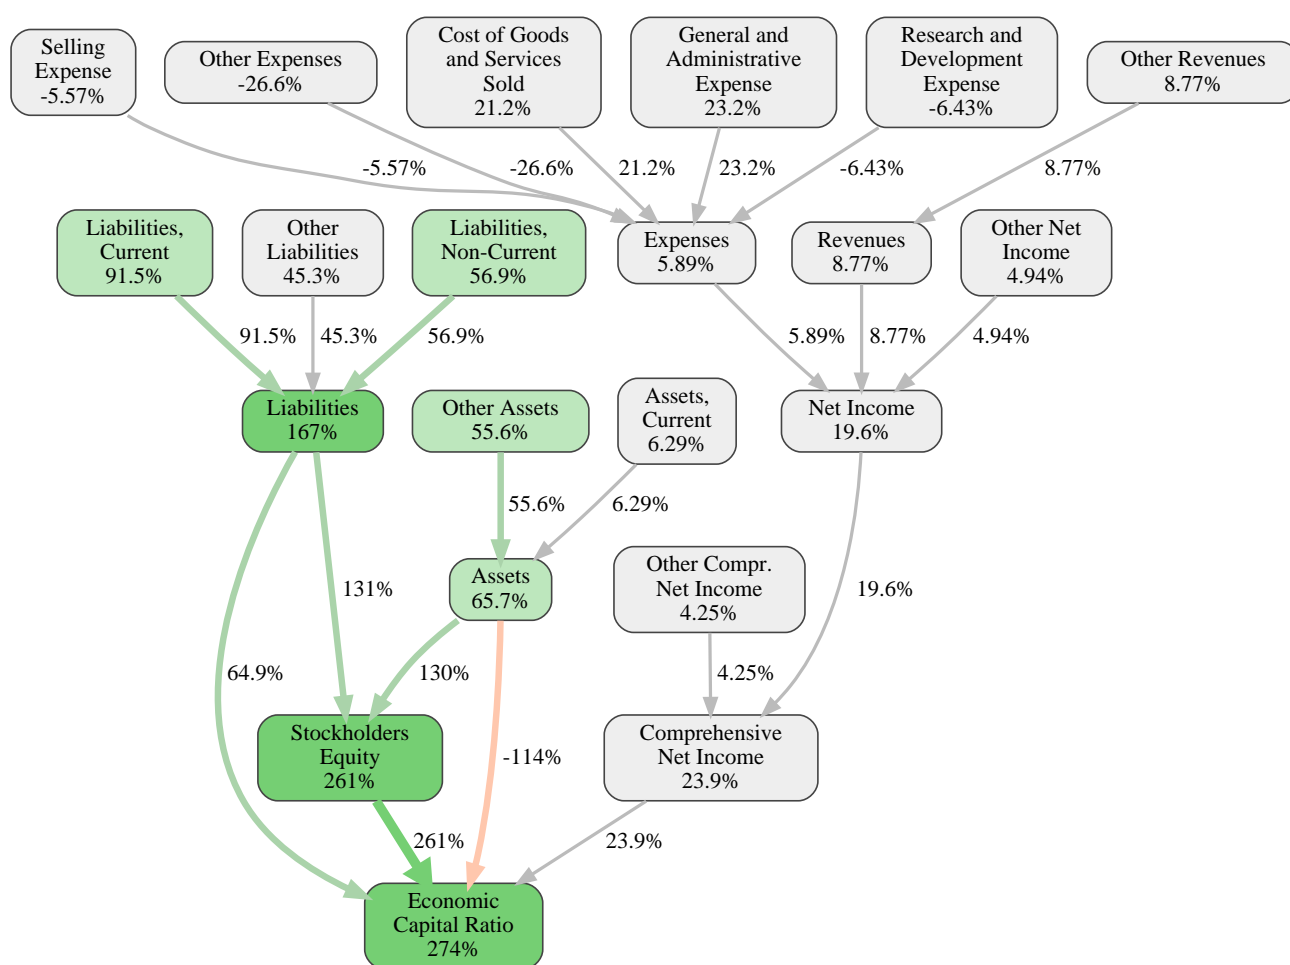 Selling
Expense
-5.57%
Other Expenses
-26.6%
Cost of Goods
and Services
Sold
21.2%
General and
Administrative
Expense
23.2%
Research and
Development
Expense
-6.43%
Other Revenues
8.77%
-5.57%
-26.6%
21.2%
23.2%
-6.43%
8.77%
Liabilities,
Current
91.5%
Other
Liabilities
45.3%
Liabilities,
Non-Current
56.9%
Expenses
5.89%
Revenues
8.77%
Other Net
Income
4.94%
91.5%
45.3%
56.9%
5.89%
8.77%
4.94%
Liabilities
167%
Other Assets
55.6%
Assets,
Current
6.29%
Net Income
19.6%
55.6%
6.29%
Assets
65.7%
Other Compr.
Net Income
4.25%
131%
19.6%
64.9%
130%
4.25%
Stockholders
Equity
261%
-114%
Comprehensive
Net Income
23.9%
261%
23.9%
Economic
Capital Ratio
274%